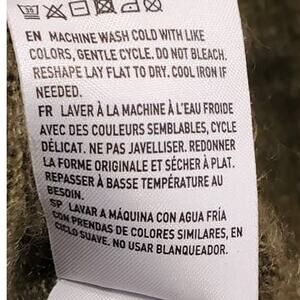 30
EN MACHINE WASH COLD WITH LIKE
COLORS, GENTLE CYCLE. DO NOT BLEACH.
RESHAPE LAY FLAT TO DRY. COOL IRON IF
NEEDED.
FR LAVER À LA MACHINE À L'EAU FROIDE
AVEC DES COULEURS SEMBLABLES, CYCLE
DÉLICAT. NE PAS JAVELLISER. REDONNER
LA FORME ORIGINALE ET SÉCHER À PLAT.
REPASSER À BASSE TEMPÉRATURE AU
BESOIN.
SP LAVAR A MÁQUINA CON AGUA FRÍA
CON PRENDAS DE COLORES SIMILARES, EN
CICLO SUAVE. NO USAR BLANQUEADOR.